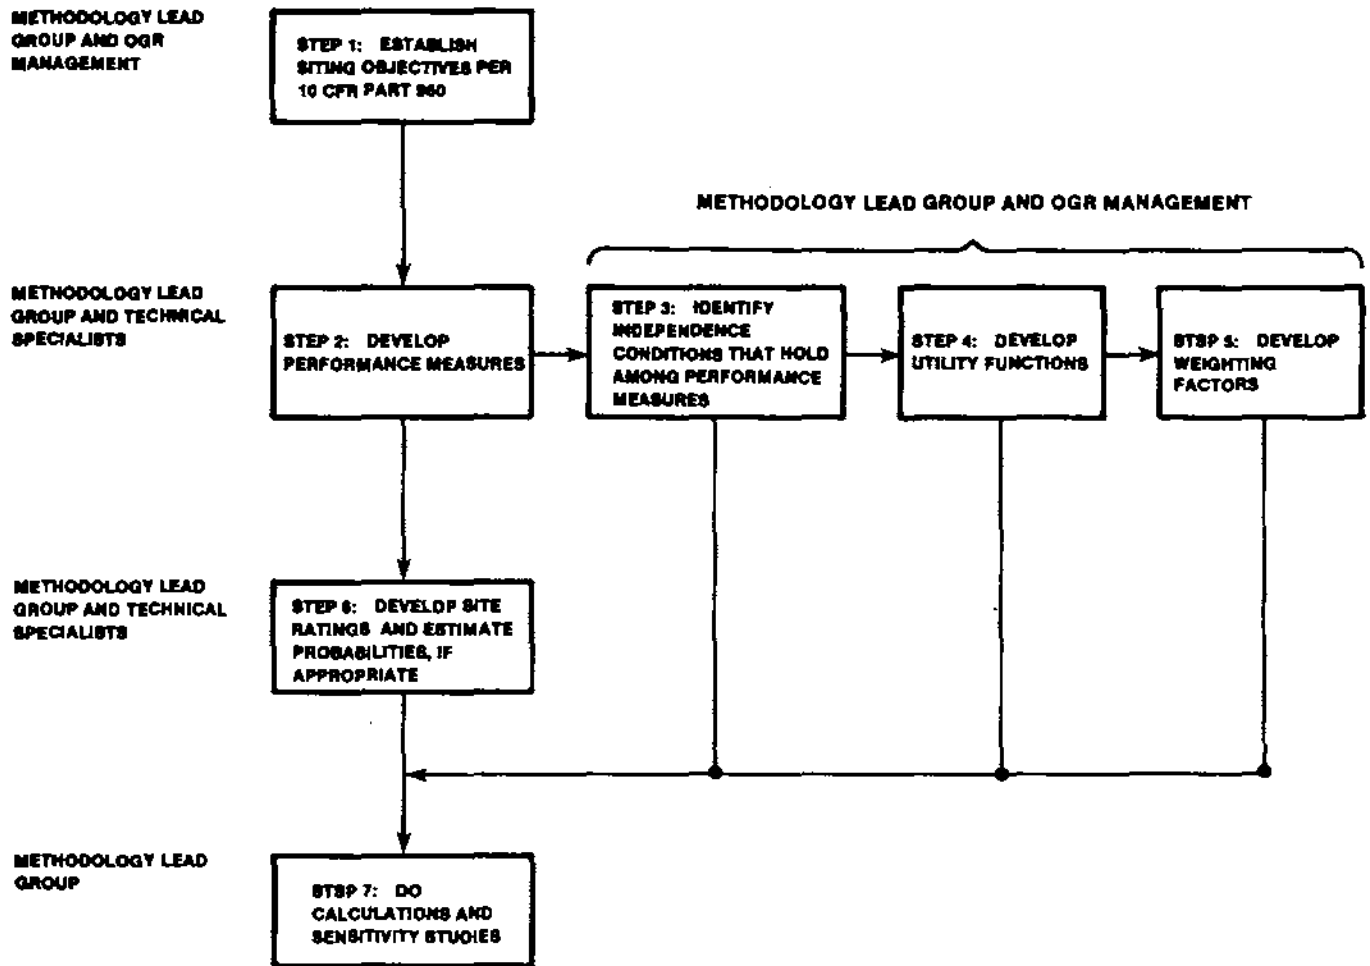 METHODOLOGY LEAD
GROUP AND OGR
MANAGEMENT
STEP 1: ESTABLISH
SITING OBJECTIVES PER
10 CFR PART 960
METHODOLOGY LEAD GROUP AND OGR MANAGEMENT
METHODOLOGY LEAD
GROUP AND TECHNICAL
SPECIALISTS
STEP 2: DEVELOP
PERFORMANCE MEASURES
STEP 3: IDENTIFY
INDEPENDENCE
CONDITIONS THAT HOLD
AMONG PERFORMANCE
MEASURES
STEP 4: DEVELOP
UTILITY FUNCTIONS
STSP 5: DEVELOP
WEIGHTING
FACTORS
METHODOLOGY LEAD
GROUP AND TECHNICAL
SPECIALISTS
STEP 6: DEVELOP SITE
RATINGS AND ESTIMATE
PROBABILITIES, IF
APPROPRIATE
METHODOLOGY LEAD
GROUP
STSP 7: DO
CALCULATIONS AND
SENSITIVITY STUDIES